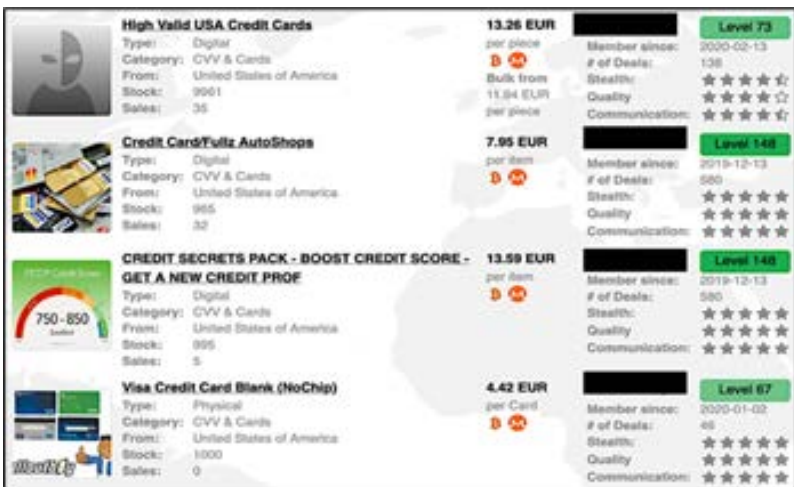 High Valid USA Credit Cards
Type: Digital
Category: CVV & Cards
From: United States of America
Stock: 9961
Sales: 35
13.26 EUR
per piece
Bulk from
11.94 EUR
per piece
Level 73
Member since: 2020-02-13
# of Deals: 138
Stealth:
Quality
Communication:
Credit Card/Fullz AutoShops
Type: Digital
Category: CVV & Cards
From: United States of America
Stock: 965
Sales: 32
7.95 EUR
per item
Level 148
Member since: 2019-12-13
# of Deals: 580
Stealth:
Quality
Communication:
CREDIT SECRETS PACK - BOOST CREDIT SCORE -
GET A NEW CREDIT PROF
Type: Digital
Category: CVV & Cards
From: United States of America
Stock: 995
Sales: 5
750-850
13.59 EUR
per item
Level 148
Member since: 2019-12-13
# of Deals: 580
Stealth:
Quality
Communication:
Visa Credit Card Blank (NoChip)
Type: Physical
Category: CVV & Cards
From: United States of America
Stock: 1000
Sales: 0
4.42 EUR
per Card
Level 67
Member since: 2020-01-02
# of Deals: 46
Stealth:
Quality
Communication: